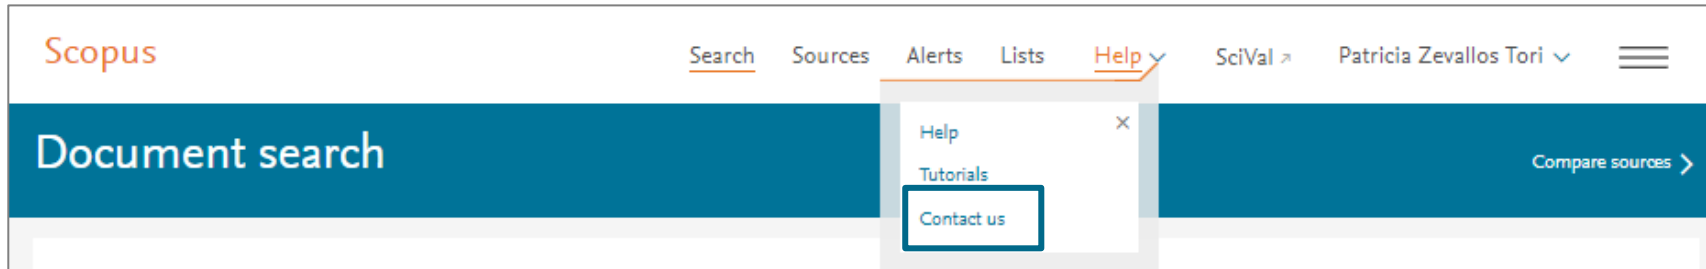 Scopus
Search Sources Alerts Lists Help SciVal Patricia Zevallos Tori
Document search
Help
Tutorials
Contact us
Compare sources